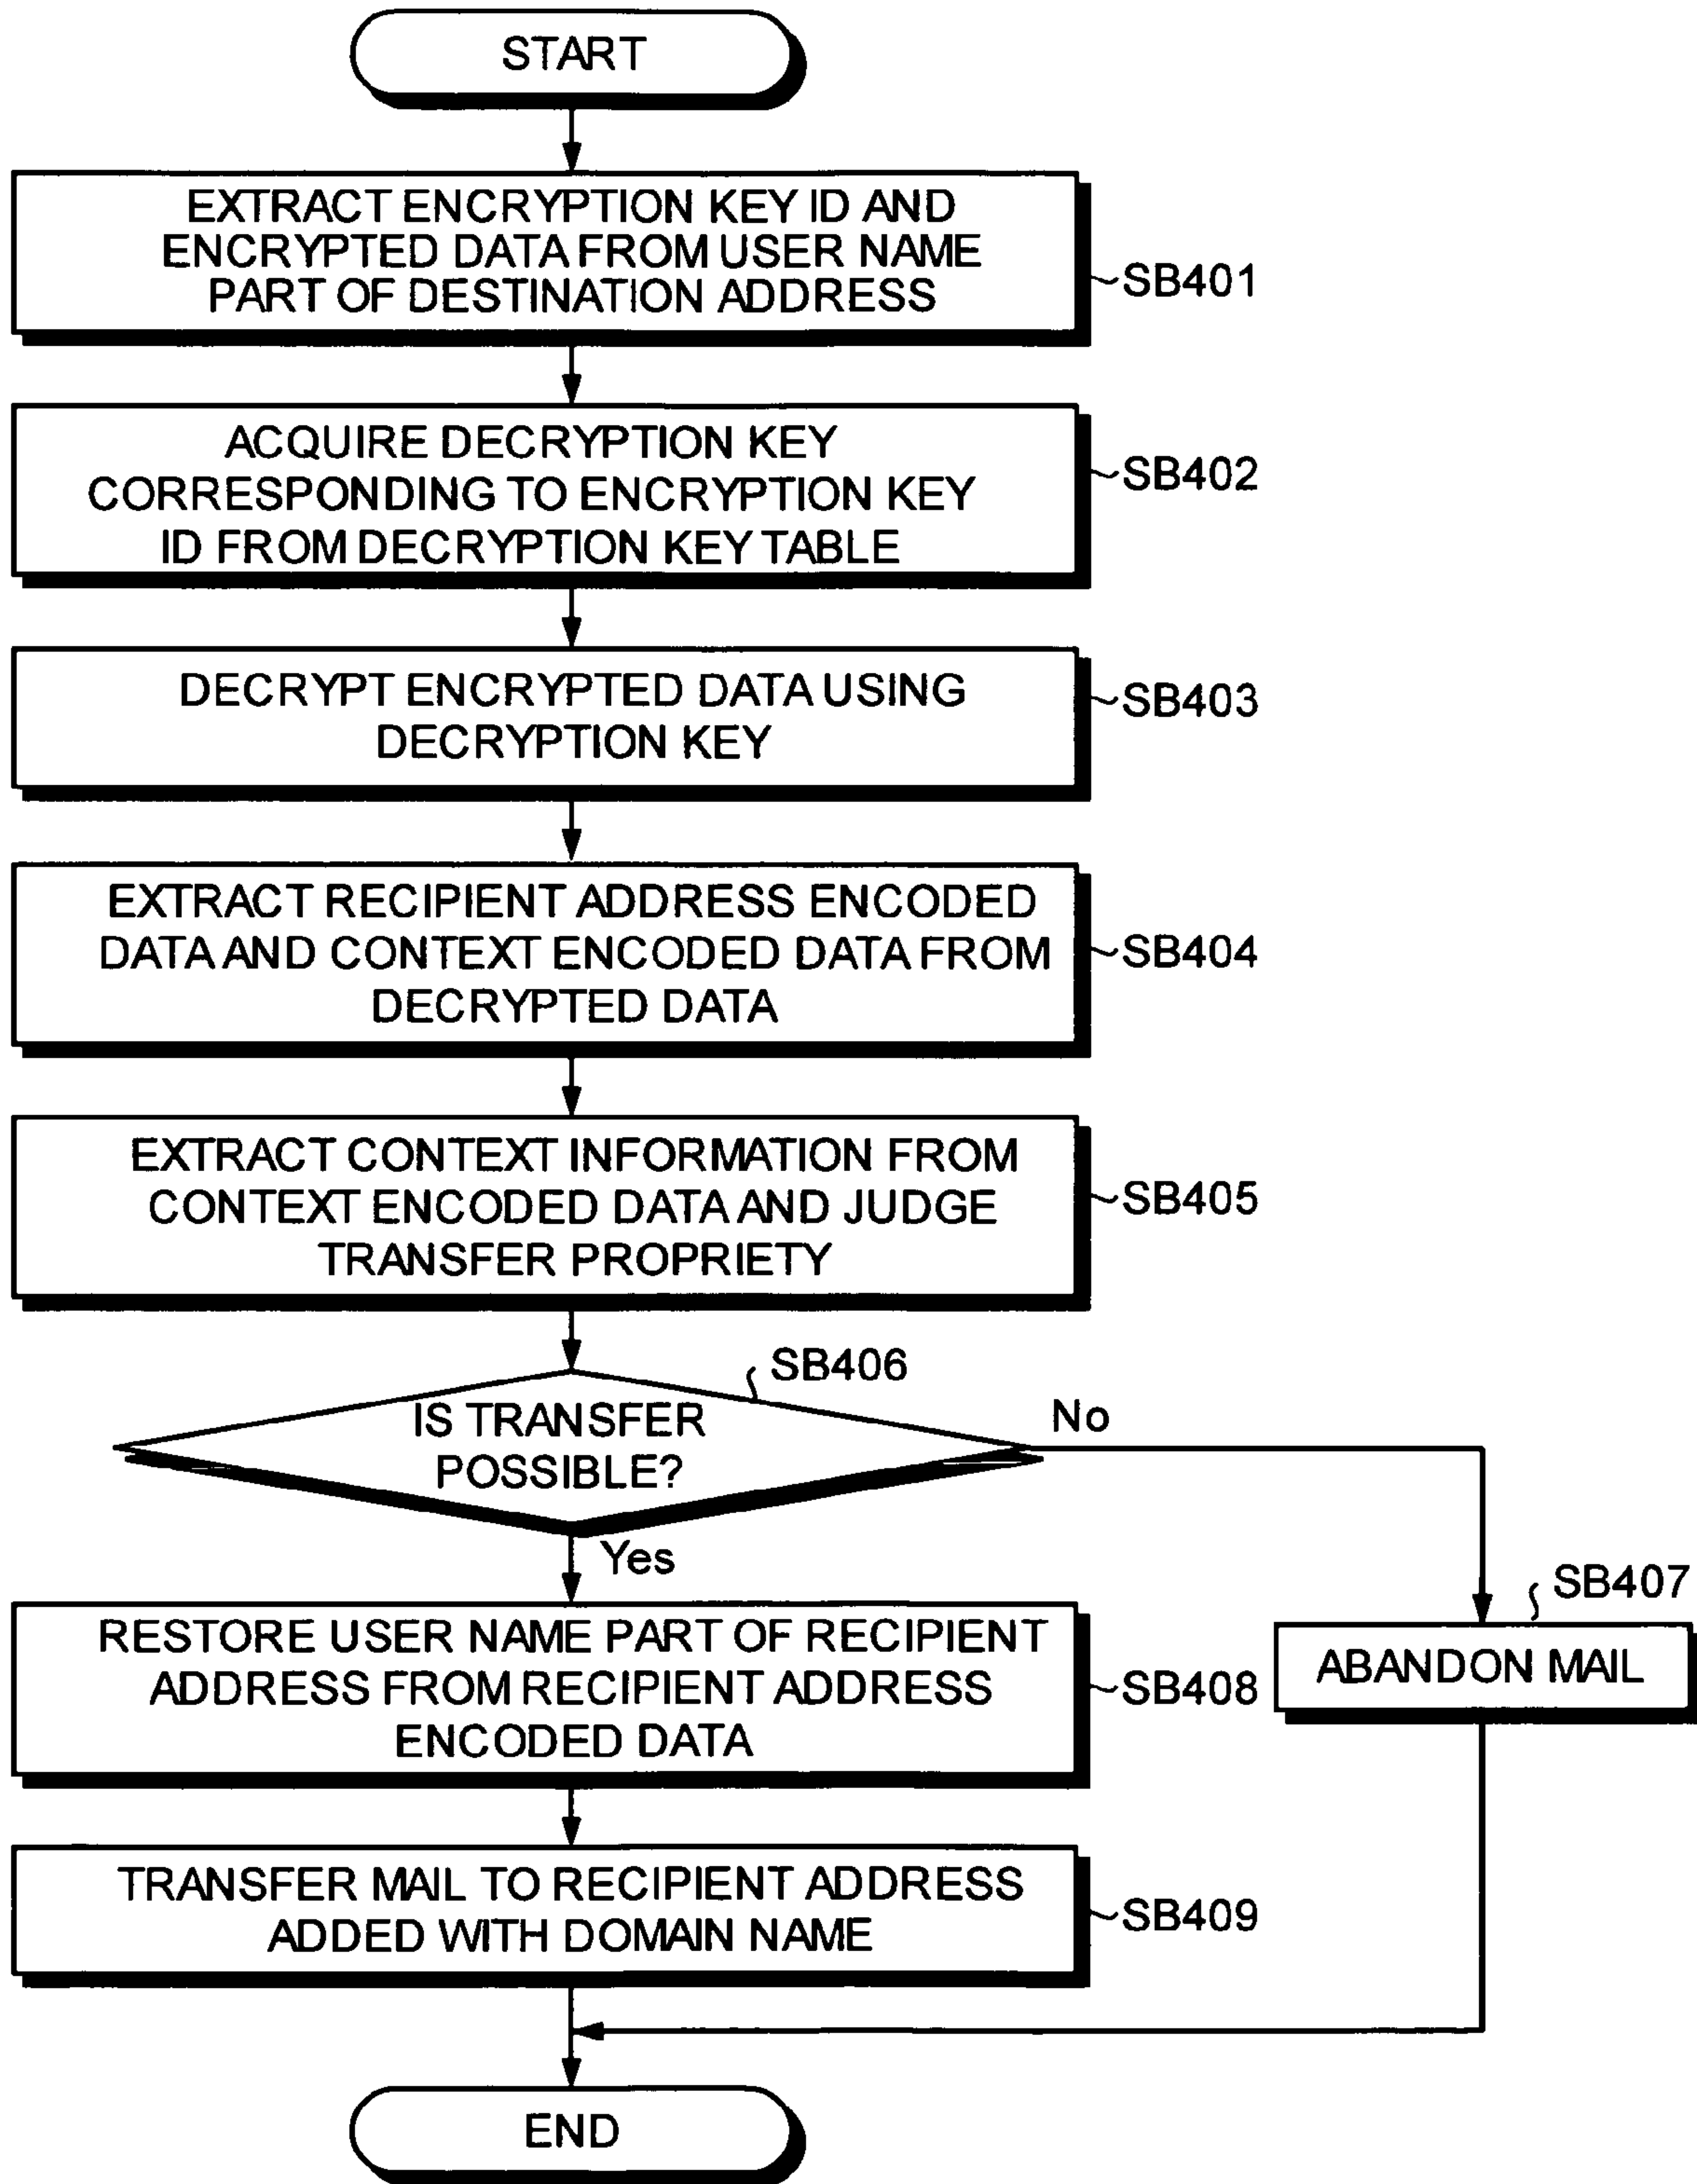 START
EXTRACT ENCRYPTION KEY ID AND
ENCRYPTED DATA FROM USER NAME
PART OF DESTINATION ADDRESS
SB401
ACQUIRE DECRYPTION KEY
CORRESPONDING TO ENCRYPTION KEY
ID FROM DECRYPTION KEY TABLE
SB402
DECRYPT ENCRYPTED DATA USING
DECRYPTION KEY
SB403
EXTRACT RECIPIENT ADDRESS ENCODED
DATA AND CONTEXT ENCODED DATA FROM
DECRYPTED DATA
SB404
EXTRACT CONTEXT INFORMATION FROM
CONTEXT ENCODED DATA AND JUDGE
TRANSFER PROPRIETY
SB405
SB406
IS TRANSFER
POSSIBLE?
No
Yes
SB407
ABANDON MAIL
RESTORE USER NAME PART OF RECIPIENT
ADDRESS FROM RECIPIENT ADDRESS
ENCODED DATA
SB408
TRANSFER MAIL TO RECIPIENT ADDRESS
ADDED WITH DOMAIN NAME
SB409
END